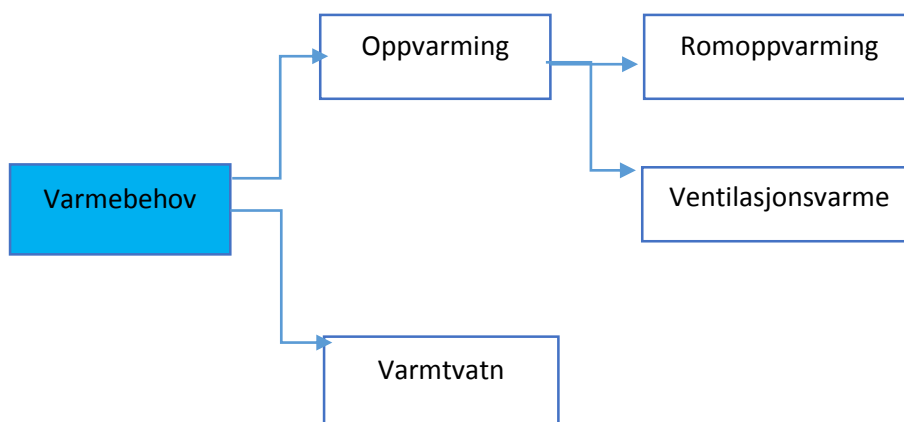 Oppvarming
Romoppvarming
Varmebehov
Ventilasjonsvarme
Varmtvatn